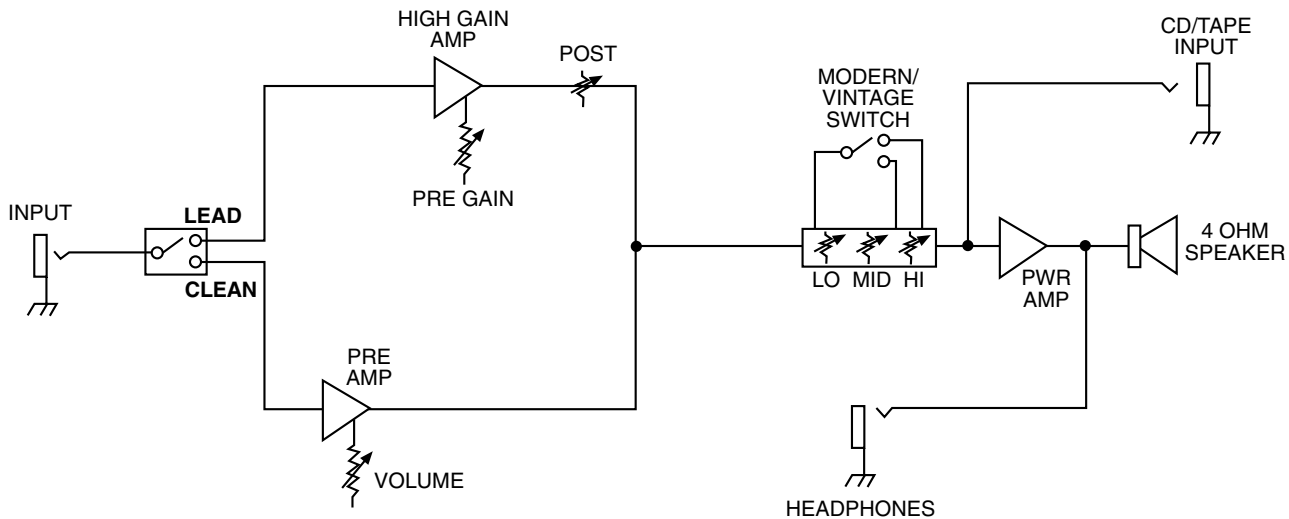 HIGH GAIN
AMP
POST
PRE GAIN
MODERN/
VINTAGE
SWITCH
CD/TAPE
INPUT
INPUT
LEAD
CLEAN
LO MID HI
PWR
AMP
4 OHM
SPEAKER
PRE
AMP
VOLUME
HEADPHONES